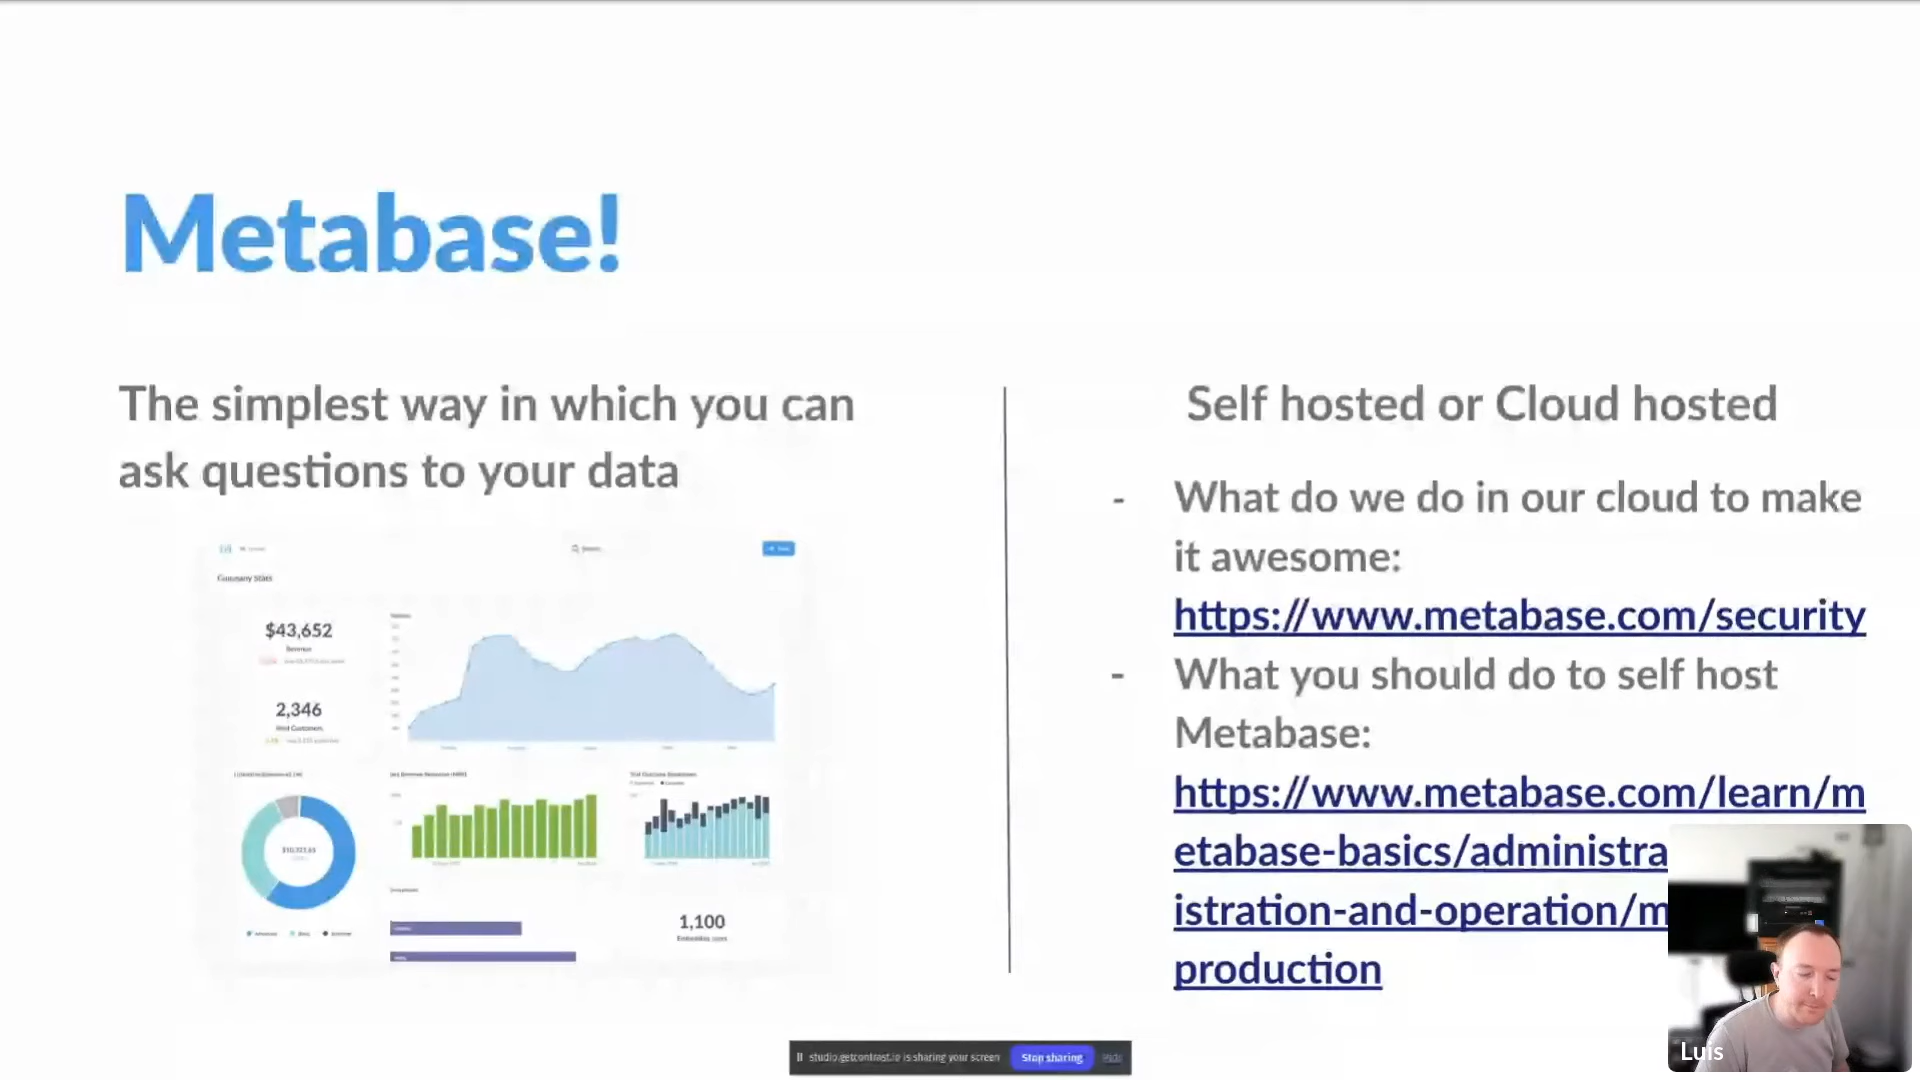 Metabase!
The simplest way in which you can
ask questions to your data
Company Stats
$43,652
Revenue
2,346
1,100
Self hosted or Cloud hosted
- What do we do in our cloud to make
it awesome:
https://www.metabase.com/security
- What you should do to self host
Metabase:
https://www.metabase.com/learn/m
etabase-basics/administra
istration-and-operation/m
production
studio.getcontrast.io is sharing your screen
Stop sharing
Hide
Luis